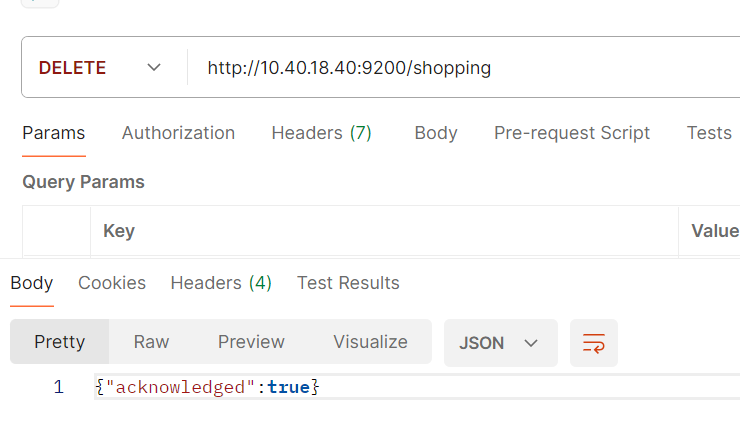 DELETE http://10.40.18.40:9200/shopping
Params Authorization Headers (7) Body Pre-request Script Tests
Query Params
Key Value
Body Cookies Headers (4) Test Results
Pretty Raw Preview Visualize JSON
1 {"acknowledged":true}